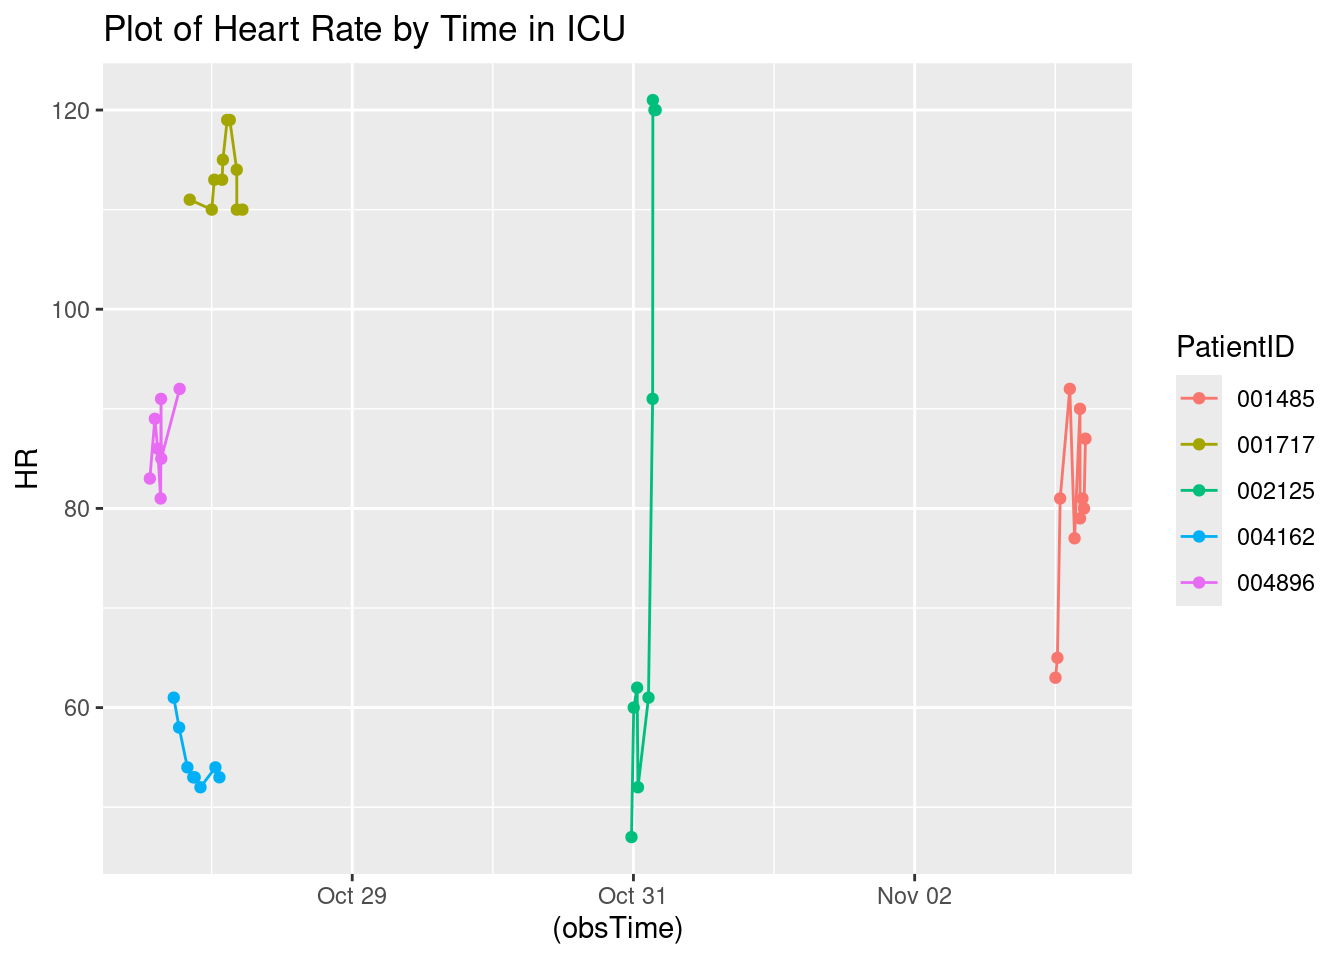 Plot of Heart Rate by Time in ICU
120
100
80
60
HR
Oct 29
Oct 31
Nov 02
(obsTime)
PatientID
001485
001717
002125
004162
004896